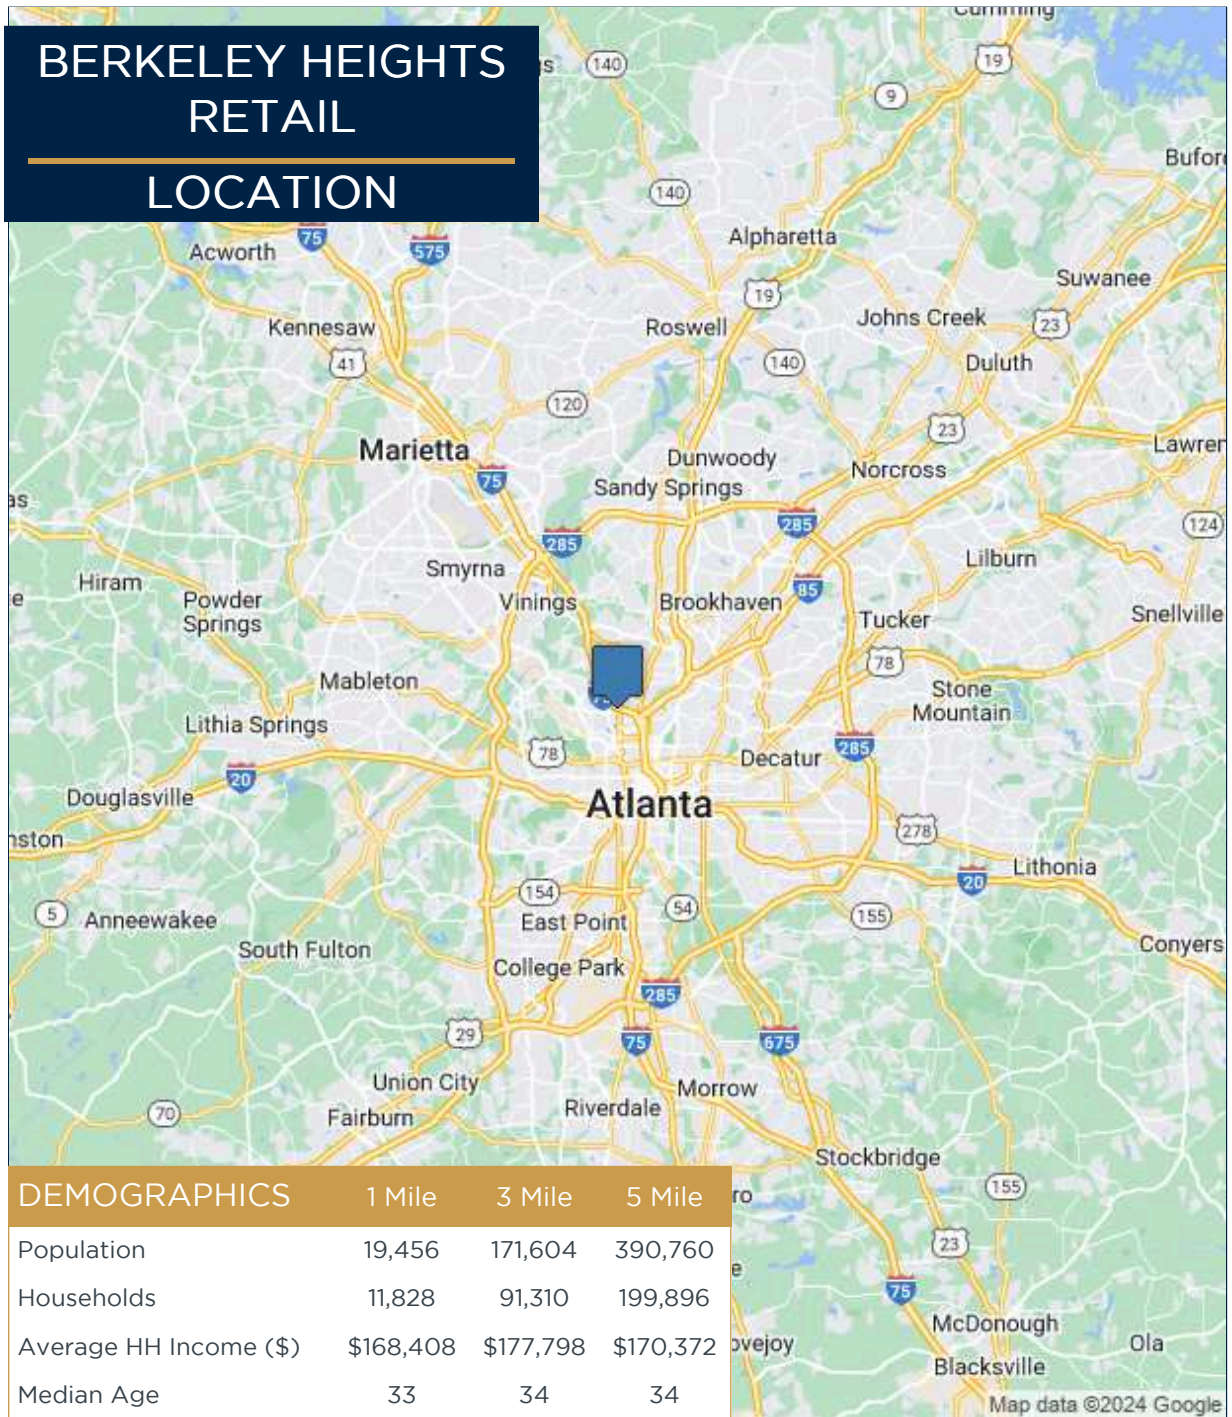 BERKELEY HEIGHTS
RETAIL
LOCATION
Cumming
140
19
9
Buford
140
75
575
Acworth
Alpharetta
Suwanee
19
Kennesaw
Roswell
Johns Creek
23
41
140
Duluth
120
23
Marietta
Dunwoody
Norcross
Lawren
75
Sandy Springs
as
285
285
124
Smyrna
Lilburn
Hiram
Powder
Springs
Vinings
Brookhaven
85
Tucker
Snellville
78
Mableton
Stone
Mountain
Lithia Springs
78
Decatur
285
20
Douglasville
Atlanta
nston
278
Lithonia
20
154
54
155
5
Anneewakee
East Point
South Fulton
College Park
Conyers
285
29
75
675
Union City
Morrow
70
Fairburn
Riverdale
Stockbridge
155
ro
23
e
75
McDonough
ovejoy
Ola
Blacksville
DEMOGRAPHICS 1 Mile 3 Mile 5 Mile
Population 19,456 171,604 390,760
Households 11,828 91,310 199,896
Average HH Income ($) $168,408 $177,798 $170,372
Median Age 33 34 34
Map data ©2024 Google